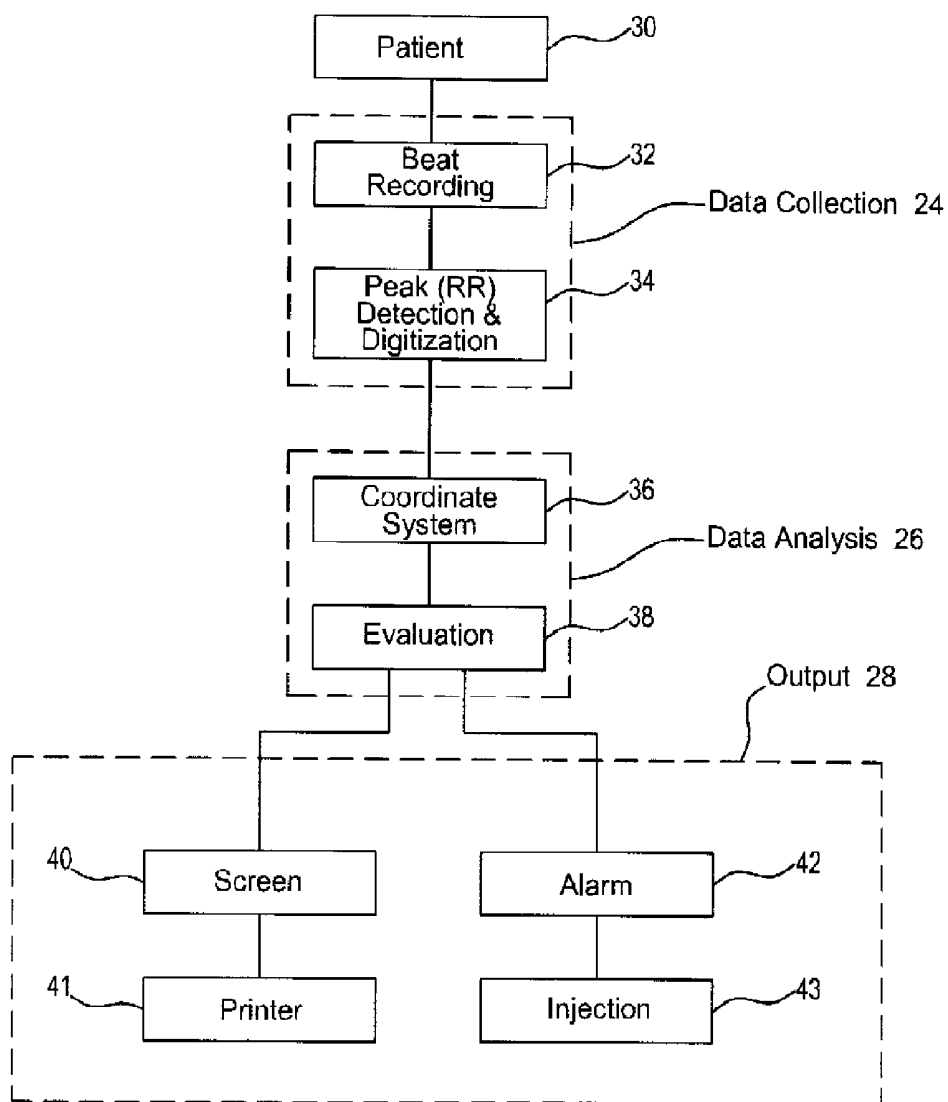 Patient
30
Beat
Recording
32
Data Collection 24
Peak (RR)
Detection &
Digitization
34
Coordinate
System
36
Data Analysis 26
Evaluation
38
Output 28
40
Screen
Alarm
42
41
Printer
Injection
43